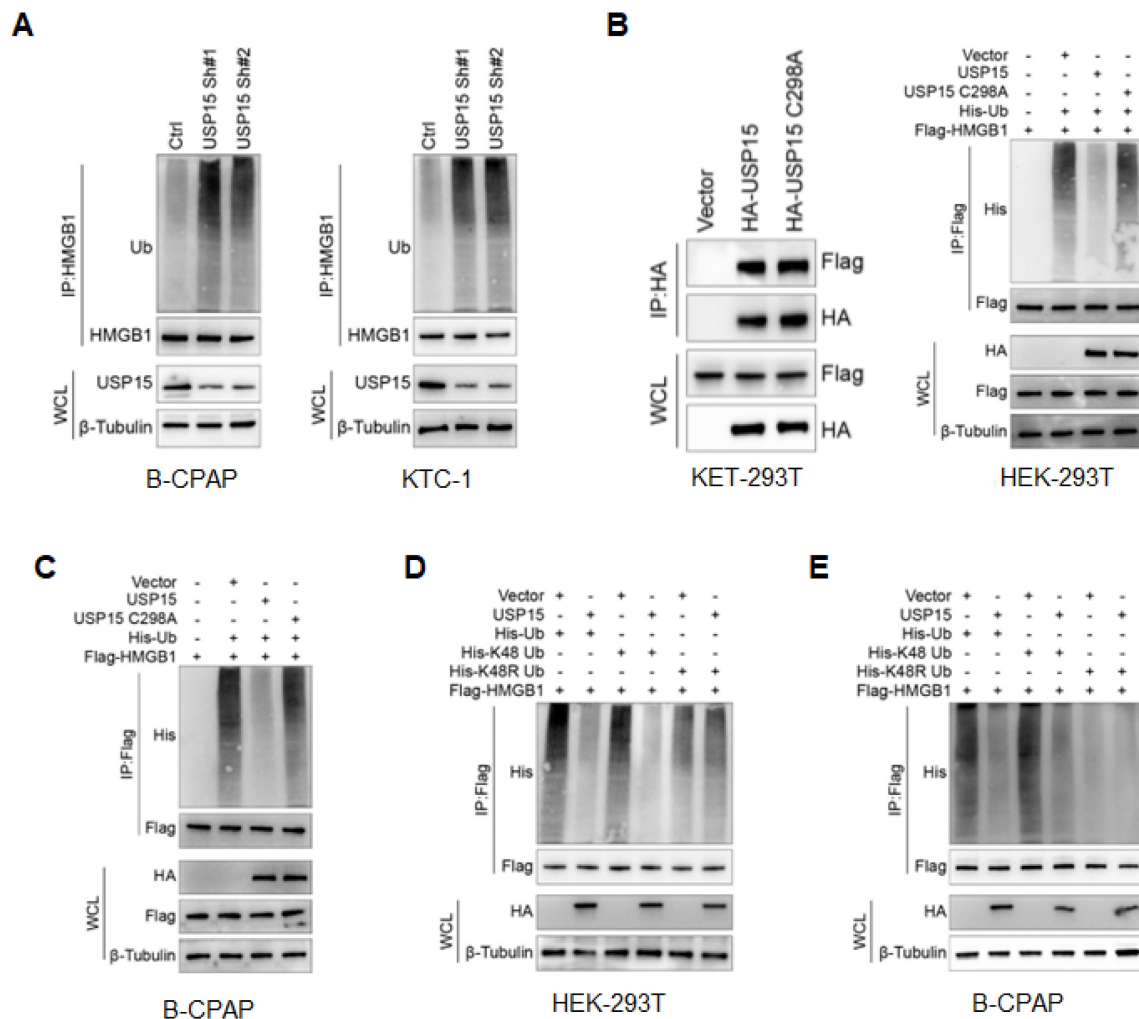 A
Ctrl
USP15 Sh#1
USP15 Sh#2
IP:HMGB1
Ub
HMGB1
WCL
USP15
β-Tubulin
B-CPAP
Ctrl
USP15 Sh#1
USP15 Sh#2
IP:HMGB1
Ub
HMGB1
WCL
USP15
β-Tubulin
KTC-1
B
Vector
HA-USP15
HA-USP15 C298A
IP:HA
Flag
HA
WCL
Flag
HA
KET-293T
Vector - + - -
USP15 - - + -
USP15 C298A - - - +
His-Ub - + + +
Flag-HMGB1 + + + +
IP:Flag
His
Flag
WCL
HA
Flag
β-Tubulin
HEK-293T
C
Vector - + - -
USP15 - - + -
USP15 C298A - - - +
His-Ub - + + +
Flag-HMGB1 + + + +
IP:Flag
His
Flag
WCL
HA
Flag
β-Tubulin
B-CPAP
D
Vector + - + - + -
USP15 - + - + - +
His-Ub + + - - - -
His-K48 Ub - - + + - -
His-K48R Ub - - - - + +
Flag-HMGB1 + + + + + +
IP:Flag
His
Flag
WCL
HA
β-Tubulin
HEK-293T
E
Vector + - + - + -
USP15 - + - + - +
His-Ub + + - - - -
His-K48 Ub - - + + - -
His-K48R Ub - - - - + +
Flag-HMGB1 + + + + + +
IP:Flag
His
Flag
WCL
HA
β-Tubulin
B-CPAP